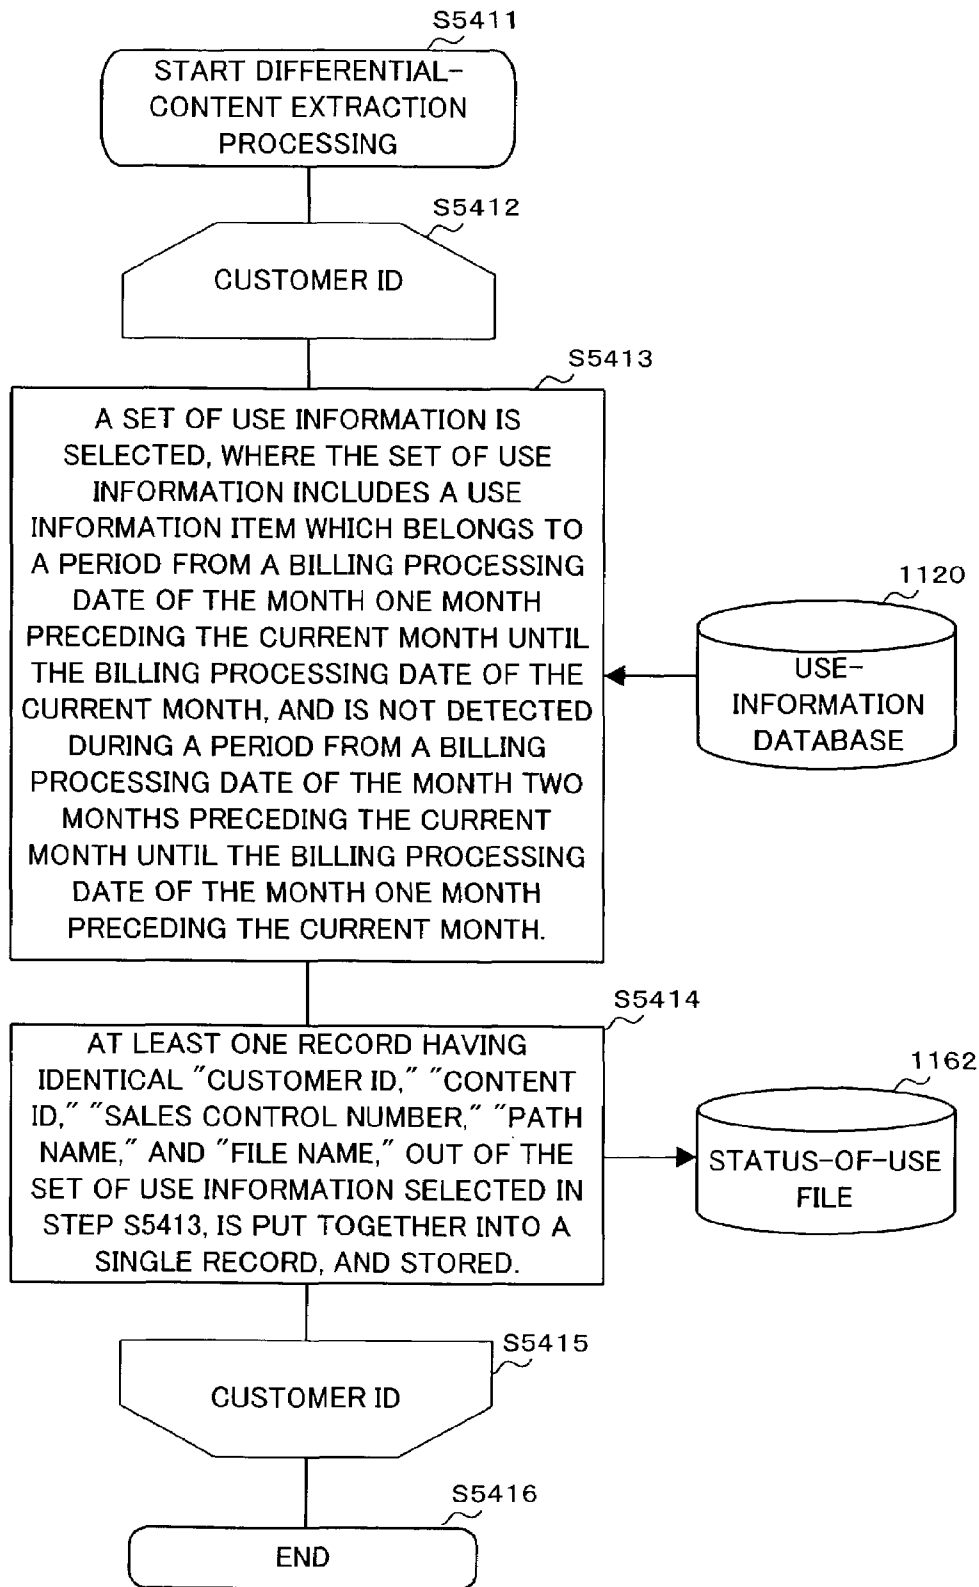 S5411
START DIFFERENTIAL-
CONTENT EXTRACTION
PROCESSING
S5412
CUSTOMER ID
S5413
A SET OF USE INFORMATION IS
SELECTED, WHERE THE SET OF USE
INFORMATION INCLUDES A USE
INFORMATION ITEM WHICH BELONGS TO
A PERIOD FROM A BILLING PROCESSING
DATE OF THE MONTH ONE MONTH
PRECEDING THE CURRENT MONTH UNTIL
THE BILLING PROCESSING DATE OF THE
CURRENT MONTH, AND IS NOT DETECTED
DURING A PERIOD FROM A BILLING
PROCESSING DATE OF THE MONTH TWO
MONTHS PRECEDING THE CURRENT
MONTH UNTIL THE BILLING PROCESSING
DATE OF THE MONTH ONE MONTH
PRECEDING THE CURRENT MONTH.
1120
USE-
INFORMATION
DATABASE
S5414
AT LEAST ONE RECORD HAVING
IDENTICAL "CUSTOMER ID," "CONTENT
ID," "SALES CONTROL NUMBER," "PATH
NAME," AND "FILE NAME," OUT OF THE
SET OF USE INFORMATION SELECTED IN
STEP S5413, IS PUT TOGETHER INTO A
SINGLE RECORD, AND STORED.
1162
STATUS-OF-USE
FILE
S5415
CUSTOMER ID
S5416
END